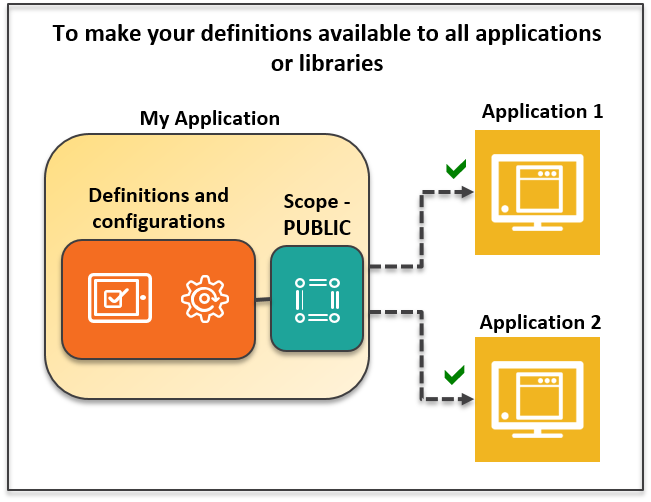 To make your definitions available to all applications
or libraries
My Application
Application 1
Definitions and
configurations
Scope -
PUBLIC
Application 2